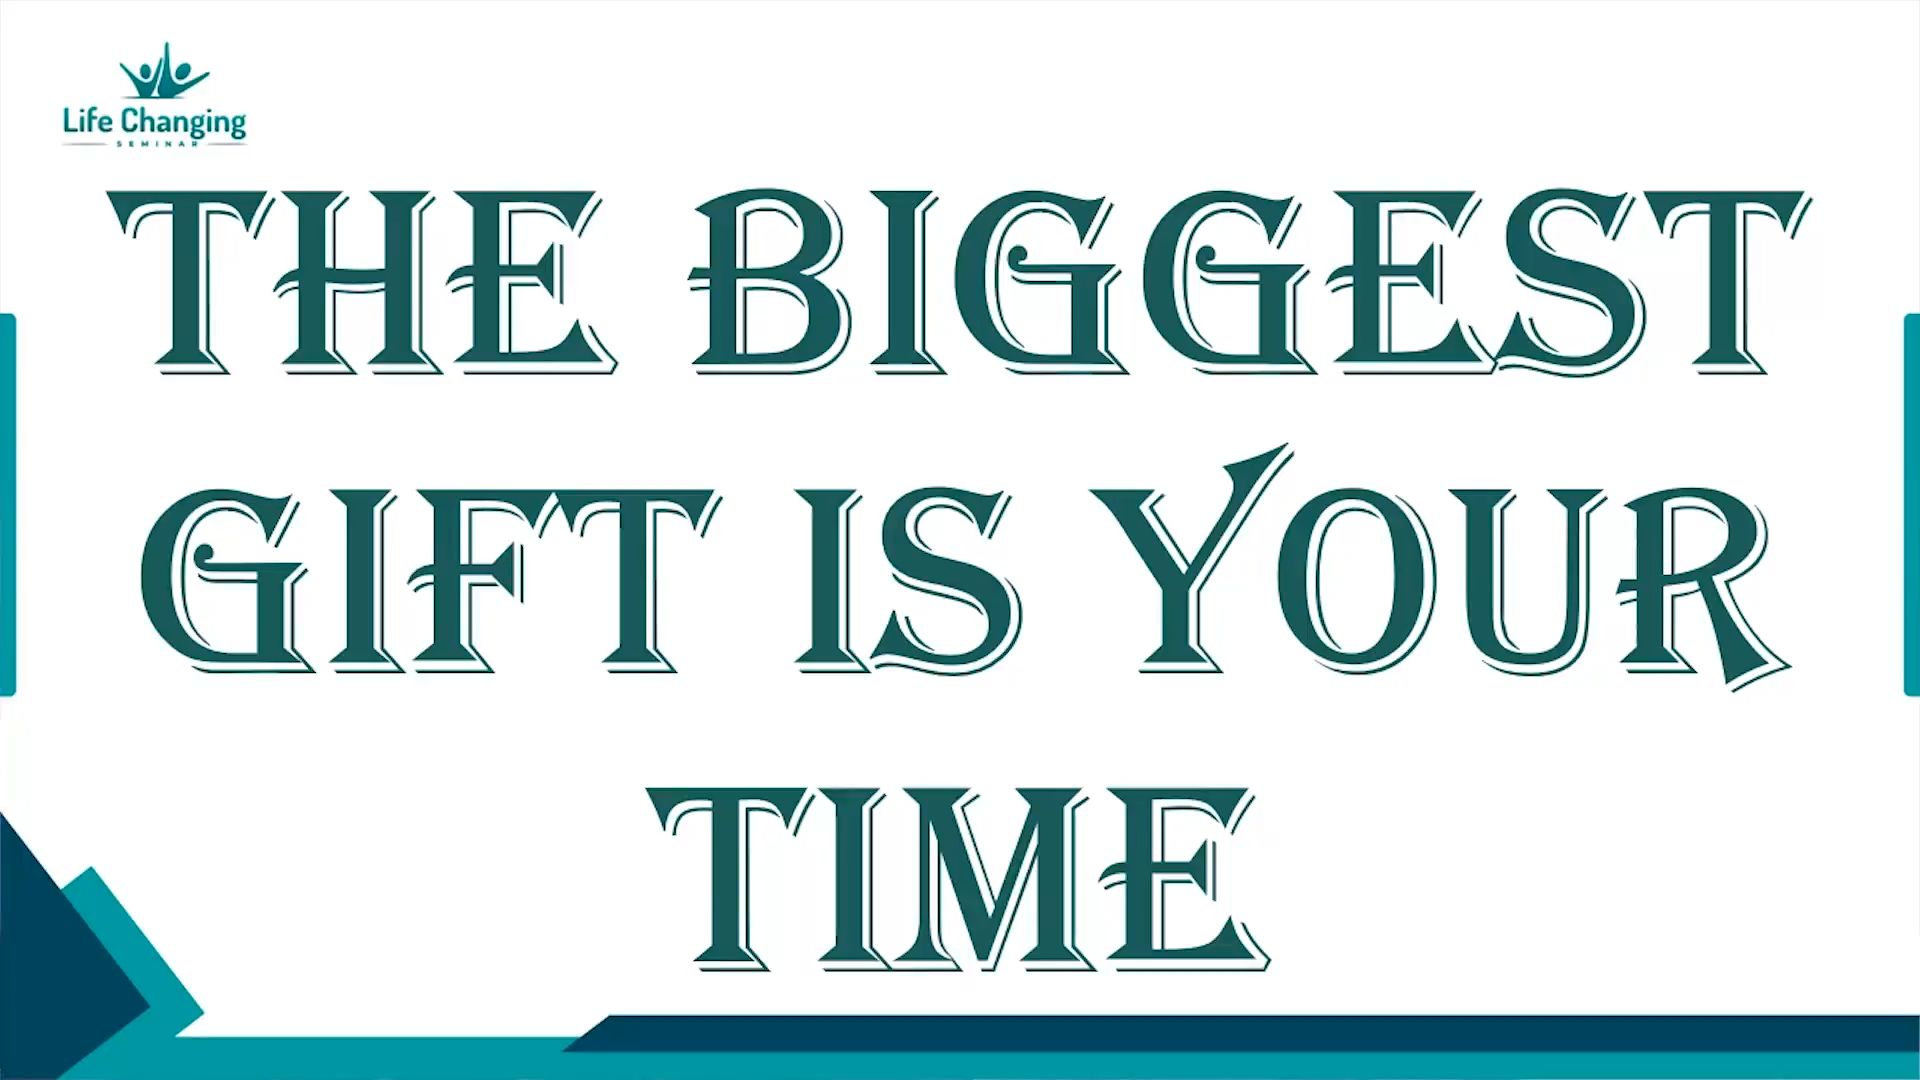 Life Changing
SEMINAR
THE BIGGEST
GIFT IS YOUR
TIME